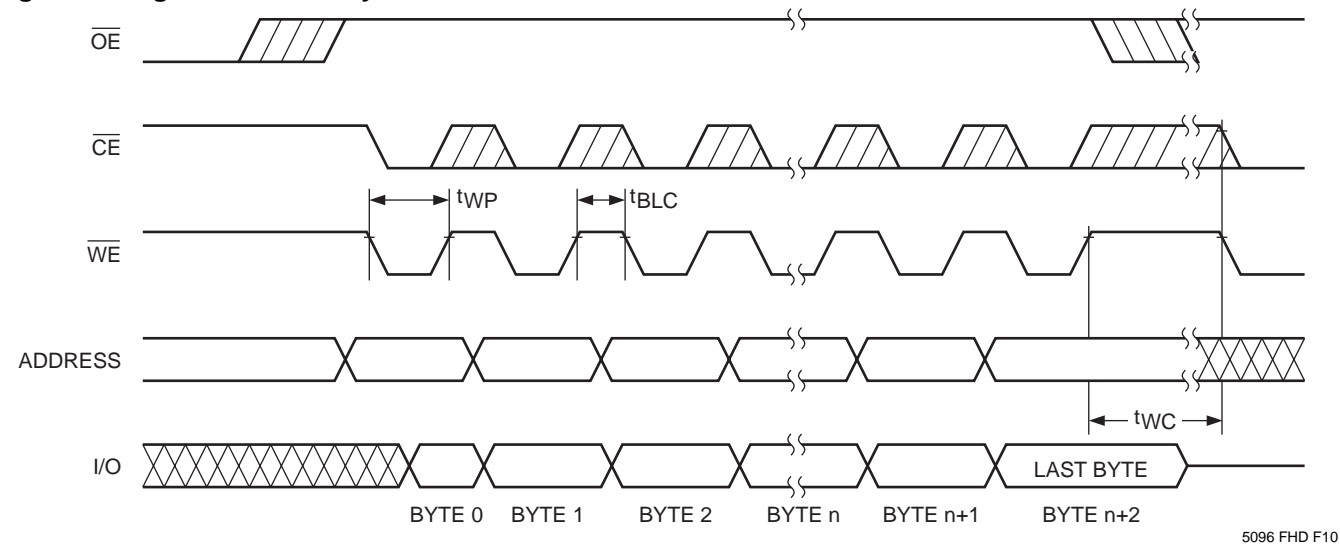 OE
CE
tWP
tBLC
WE
ADDRESS
tWC
I/O
LAST BYTE
BYTE 0 BYTE 1 BYTE 2 BYTE n BYTE n+1 BYTE n+2
5096 FHD F10